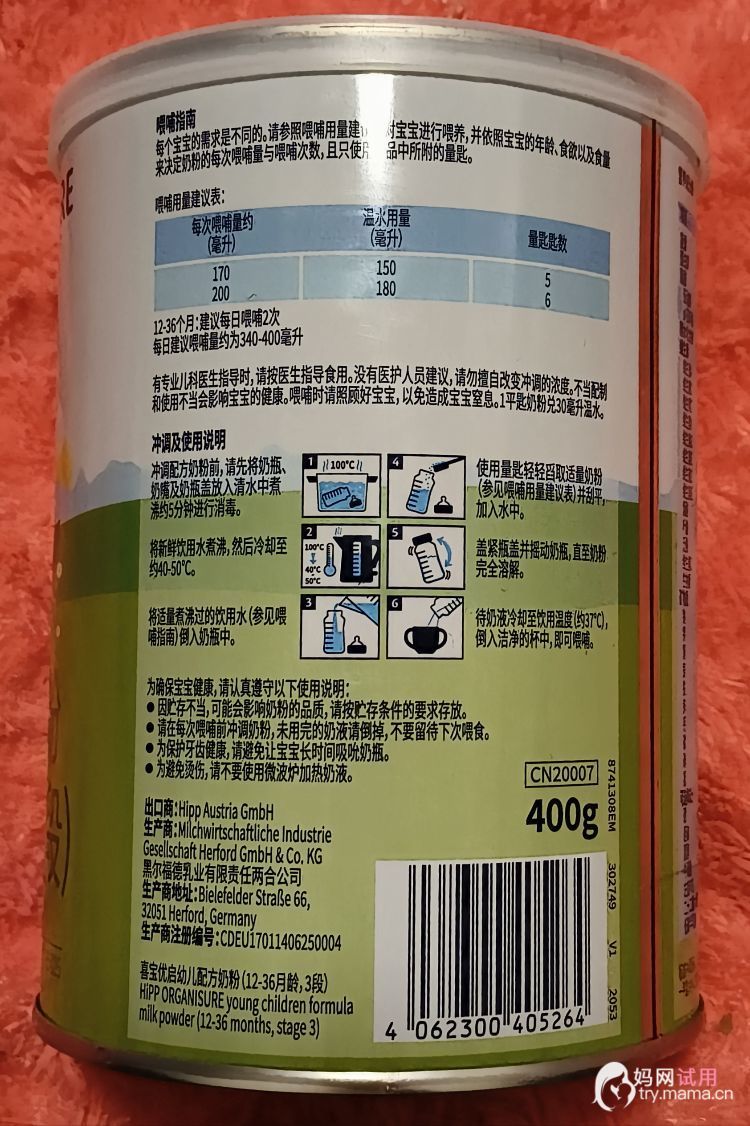 喂哺指南
每个宝宝的需求是不同的。请参照喂哺用量建议 对宝宝进行喂养,并依照宝宝的年龄、食欲以及食量
来决定奶粉的每次喂哺量与喂哺次数,且只使用 品中所附的量匙。
喂哺用量建议表:
每次喂哺量约(毫升) 温水用量(毫升) 量匙匙数
170 150 5
200 180 6
12-36个月:建议每日喂哺2次
每日建议喂哺量约为340-400毫升
有专业儿科医生指导时,请按医生指导食用。没有医护人员建议,请勿擅自改变冲调的浓度。不当配制
和使用不当会影响宝宝的健康。喂哺时请照顾好宝宝,以免造成宝宝窒息。1平匙奶粉兑30毫升温水。
冲调及使用说明
冲调配方奶粉前,请先将奶瓶、
奶嘴及奶瓶盖放入清水中煮
沸约5分钟进行消毒。
1 100°C
将新鲜饮用水煮沸,然后冷却至
约40-50℃。
2 100°C 40°C 50°C
将适量煮沸过的饮用水(参见喂
哺指南)倒入奶瓶中。
3
4
使用量匙轻轻舀取适量奶粉
(参见喂哺用量建议表)并刮平,
加入水中。
5
盖紧瓶盖并摇动奶瓶,直至奶粉
完全溶解。
6
待奶液冷却至饮用温度(约37℃),
倒入洁净的杯中,即可喂哺。
为确保宝宝健康,请认真遵守以下使用说明:
● 因贮存不当,可能会影响奶粉的品质,请按贮存条件的要求存放。
● 请在每次喂哺前冲调奶粉,未用完的奶液请倒掉,不要留待下次喂食。
● 为保护牙齿健康,请避免让宝宝长时间吸吮奶瓶。
● 为避免烫伤,请不要使用微波炉加热奶液。
出口商:Hipp Austria GmbH
生产商:Milchwirtschaftliche Industrie
Gesellschaft Herford GmbH & Co. KG
黑尔福德乳业有限责任两合公司
生产商地址:Bielefelder Straße 66,
32051 Herford, Germany
生产商注册编号:CDEU17011406250004
喜宝优启幼儿配方奶粉 (12-36月龄, 3段)
HiPP ORGANISURE young children formula
milk powder (12-36 months, stage 3)
CN20007
400g
8741308EM 302749 V1 2053
4 062300 405264
RE
段)
妈网试用
try.mama.cn